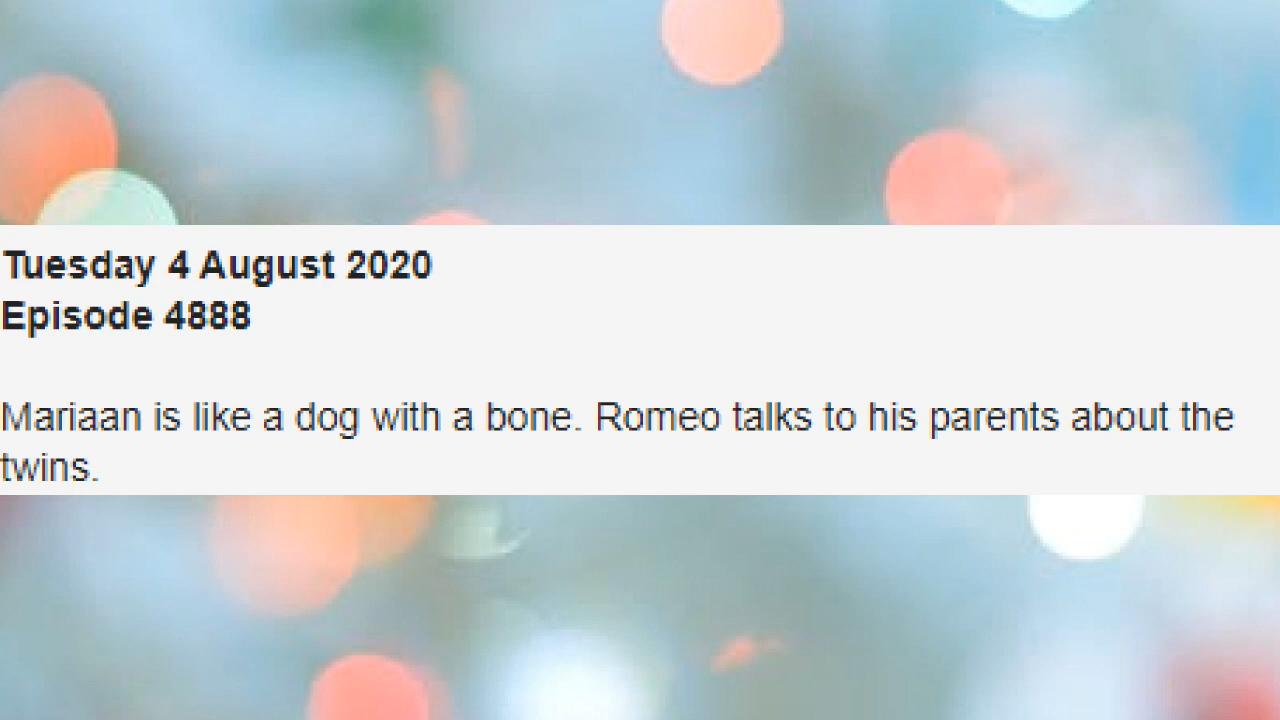 Tuesday 4 August 2020
Episode 4888
Mariaan is like a dog with a bone. Romeo talks to his parents about the
twins.